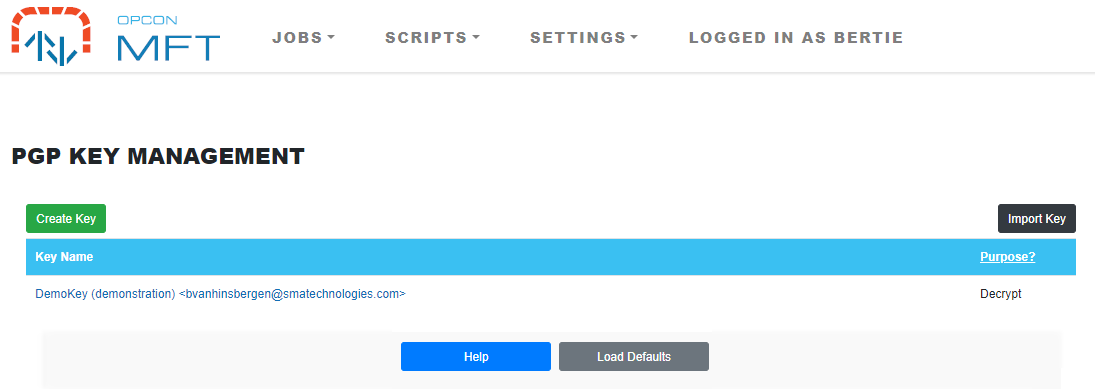 OPCON
MFT
JOBS SCRIPTS SETTINGS LOGGED IN AS BERTIE
PGP KEY MANAGEMENT
Create Key Import Key
Key Name Purpose?
DemoKey (demonstration) <bvanhinsbergen@smatechnologies.com> Decrypt
Help Load Defaults